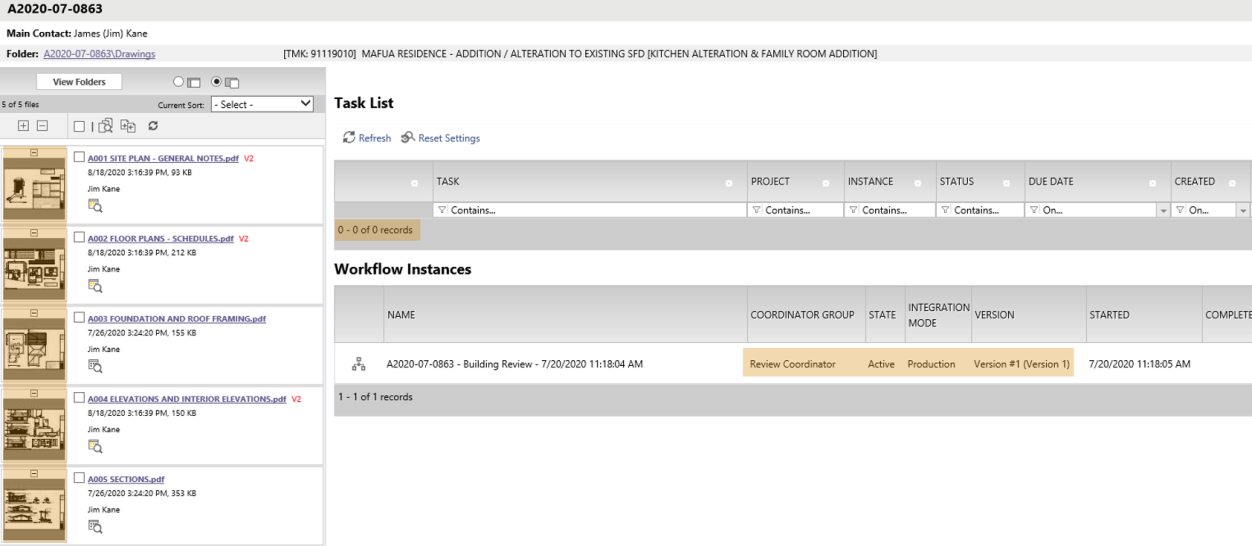 A2020-07-0863
Main Contact: James (Jim) Kane
Folder: A2020-07-0863\Drawings [TMK: 91119010] MAFUA RESIDENCE - ADDITION / ALTERATION TO EXISTING SFD [KITCHEN ALTERATION & FAMILY ROOM ADDITION]
View Folders
5 of 5 files Current Sort: - Select -
A001 SITE PLAN - GENERAL NOTES.pdf V2
8/18/2020 3:16:39 PM, 93 KB
Jim Kane
A002 FLOOR PLANS - SCHEDULES.pdf V2
8/18/2020 3:16:39 PM, 212 KB
Jim Kane
A003 FOUNDATION AND ROOF FRAMING.pdf
7/26/2020 3:24:20 PM, 155 KB
Jim Kane
A004 ELEVATIONS AND INTERIOR ELEVATIONS.pdf V2
8/18/2020 3:16:39 PM, 150 KB
Jim Kane
A005 SECTIONS.pdf
7/26/2020 3:24:20 PM, 353 KB
Jim Kane
Task List
Refresh Reset Settings
TASK PROJECT INSTANCE STATUS DUE DATE CREATED
Contains... Contains... Contains... Contains... On... On...
0 - 0 of 0 records
Workflow Instances
NAME COORDINATOR GROUP STATE INTEGRATION MODE VERSION STARTED COMPLETE
A2020-07-0863 - Building Review - 7/20/2020 11:18:04 AM Review Coordinator Active Production Version #1 (Version 1) 7/20/2020 11:18:05 AM
1 - 1 of 1 records